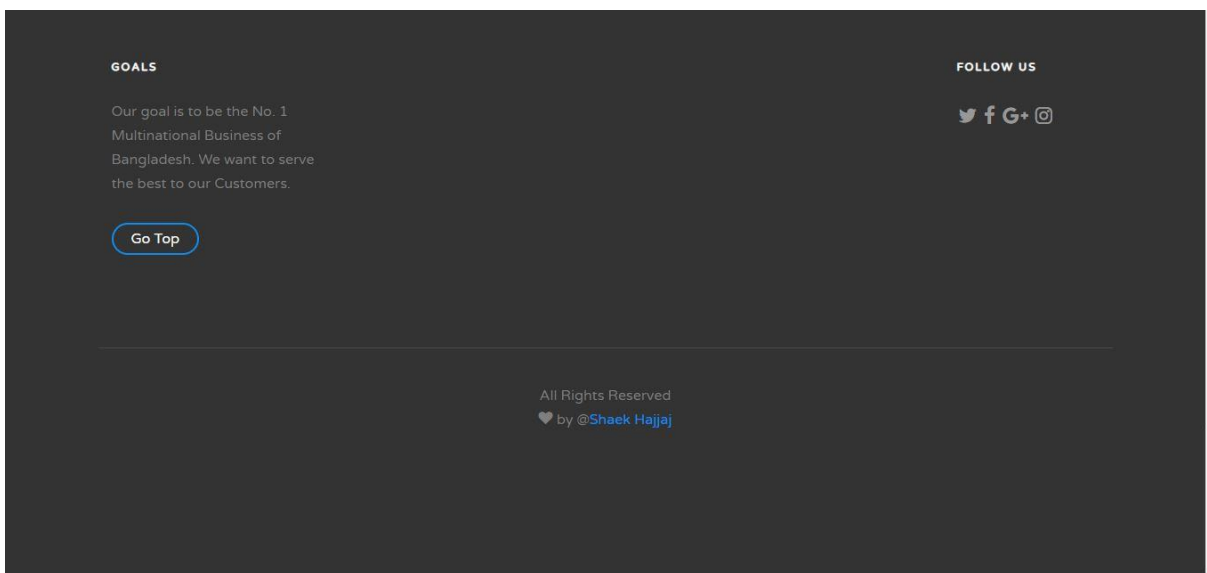 GOALS
Our goal is to be the No. 1
Multinational Business of
Bangladesh. We want to serve
the best to our Customers.
Go Top
FOLLOW US
All Rights Reserved
by @Shaek Hajjaj